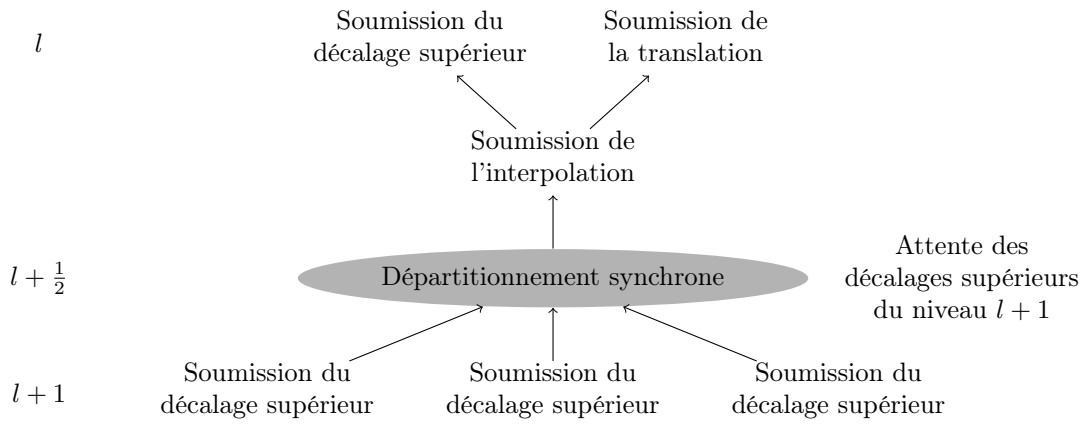 l
Soumission du
décalage supérieur
Soumission de
la translation
Soumission de
l'interpolation
l + 1/2
Départitionnement synchrone
Attente des
décalages supérieurs
du niveau l + 1
l + 1
Soumission du
décalage supérieur
Soumission du
décalage supérieur
Soumission du
décalage supérieur